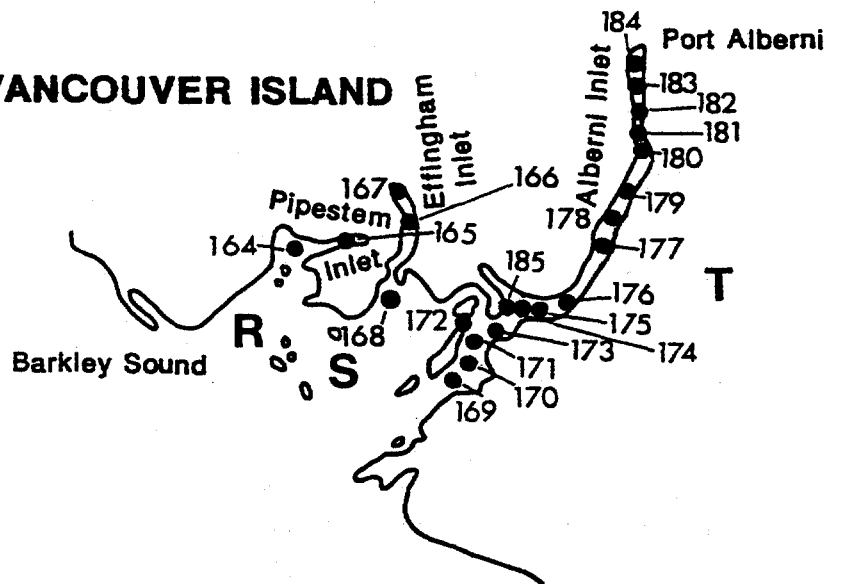 184
Port Alberni
VANCOUVER ISLAND
183
182
181
180
Alberni Inlet
Effingham
Inlet
167
166
179
Pipestem
178
165
164
177
Inlet
185
T
176
172
R
168
175
173
174
S
171
Barkley Sound
170
169